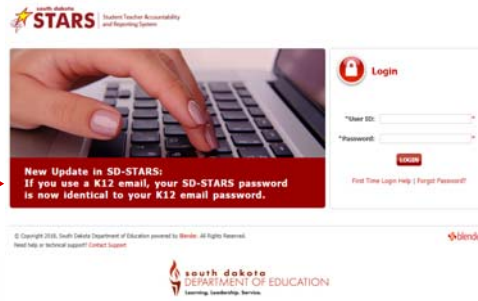 south dakota
STARS
Student Teacher Accountability
and Reporting System
Login
*User ID: *
*Password: *
LOGIN
First Time Login Help | Forgot Password?
New Update in SD-STARS:
If you use a K12 email, your SD-STARS password
is now identical to your K12 email password.
© Copyright 2016, South Dakota Department of Education powered by Blender. All Rights Reserved.
Need help or technical support? Contact Support
blender
south dakota
DEPARTMENT OF EDUCATION
Learning. Leadership. Service.